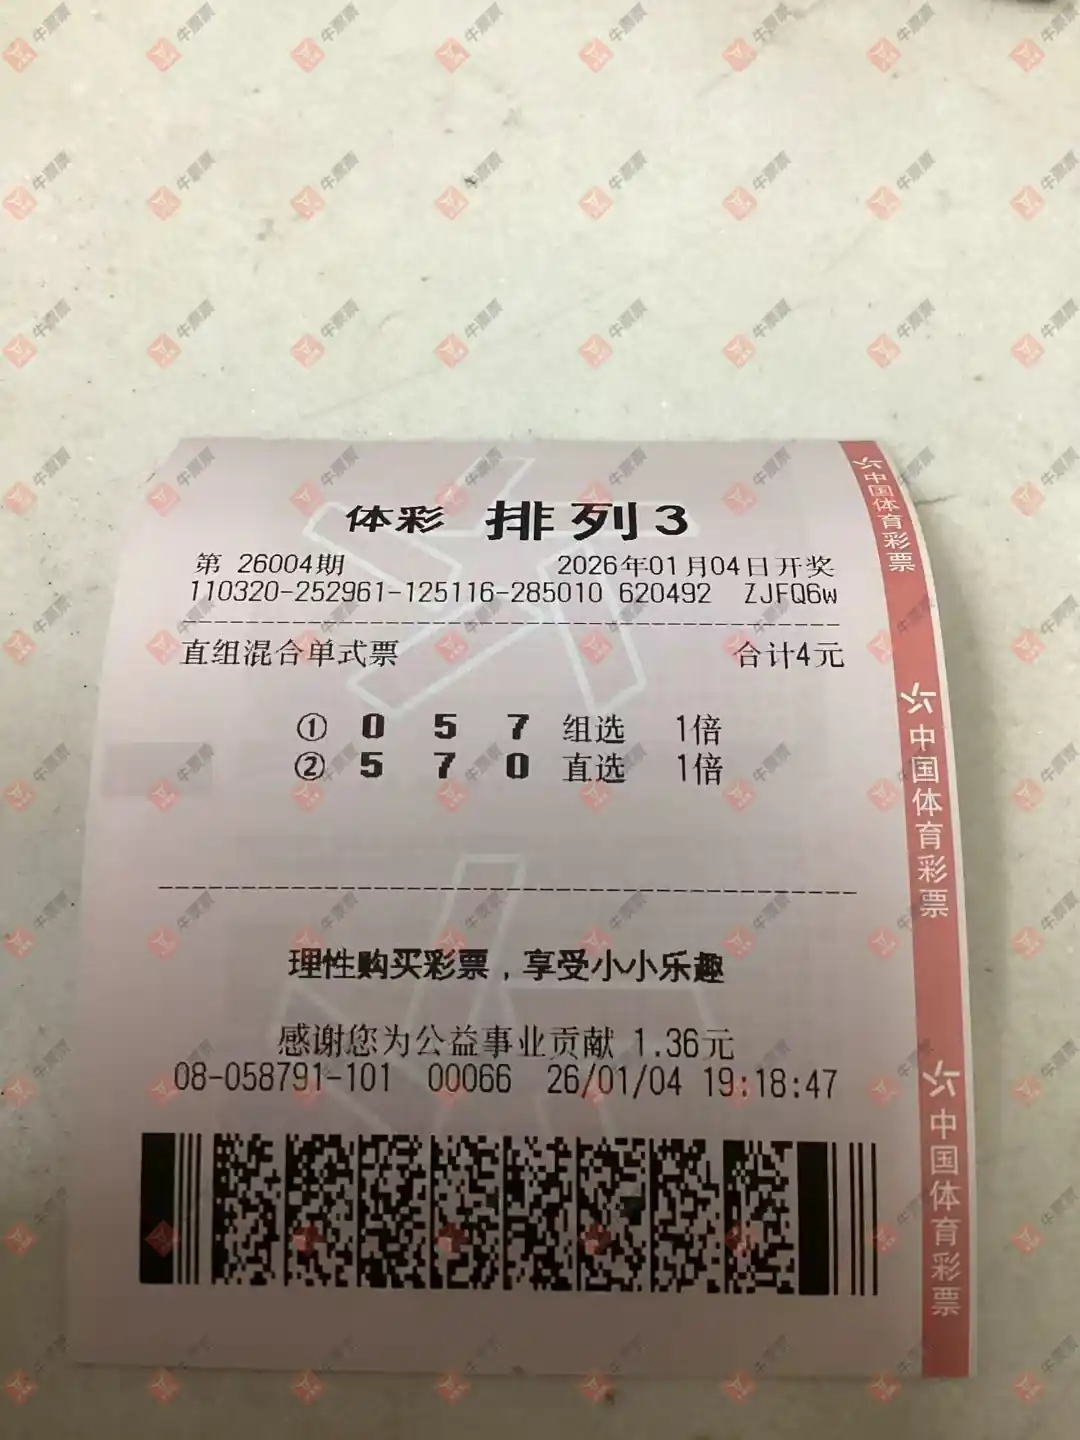 体彩 排列3
第 26004期 2026年01月04日开奖
110320-252961-125116-285010 620492 ZJFQ6w
直组混合单式票 合计4元
① 0 5 7 组选 1倍
② 5 7 0 直选 1倍
理性购买彩票，享受小小乐趣
感谢您为公益事业贡献 1.36元
08-058791-101 00066 26/01/04 19:18:47
中国体育彩票
中国体育彩票
中国体育彩票
牛票票